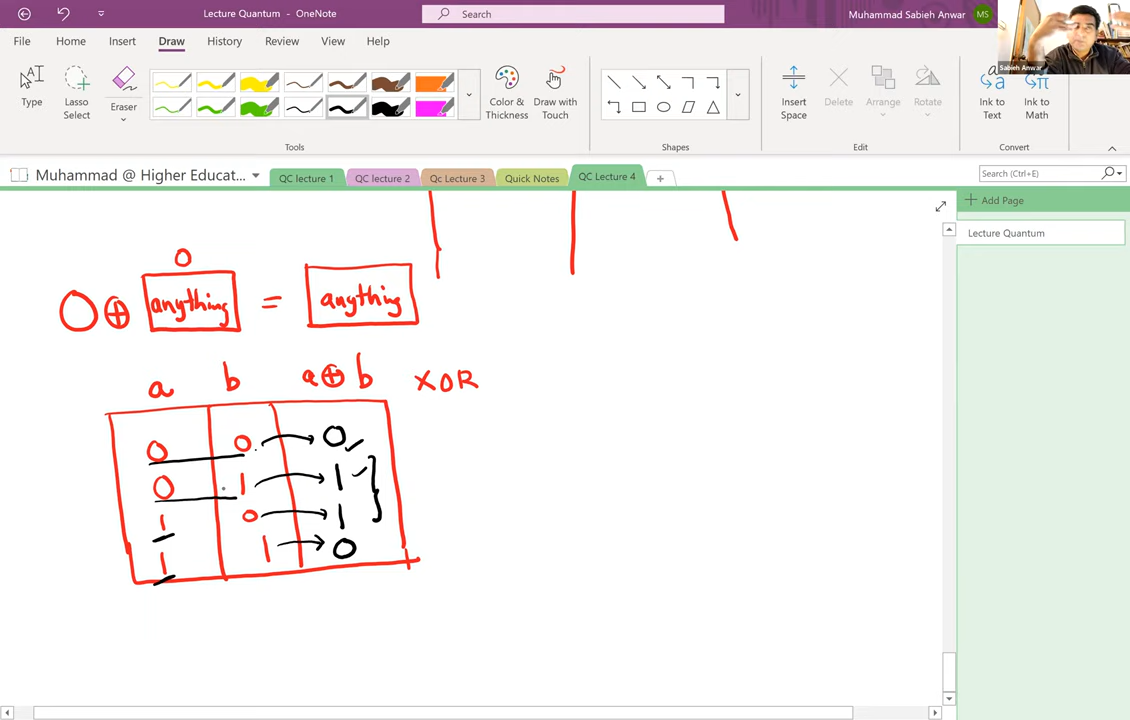 Lecture Quantum - OneNote
Search
Muhammad Sabieh Anwar
MS
File Home Insert Draw History Review View Help
Sabieh Anwar
Type
Lasso Select
Eraser
Color & Thickness
Draw with Touch
Insert Space
Delete
Arrange
Rotate
Ink to Text
Ink to Math
Tools
Shapes
Edit
Convert
Muhammad @ Higher Educat...
QC lecture 1
QC lecture 2
Qc Lecture 3
Quick Notes
QC Lecture 4
Search (Ctrl+E)
Add Page
Lecture Quantum
0
0 ⊕ anything = anything
a b a ⊕ b XOR
0 0 → 0 ✓
0 1 → 1 ✓
1 0 → 1
1 1 → 0